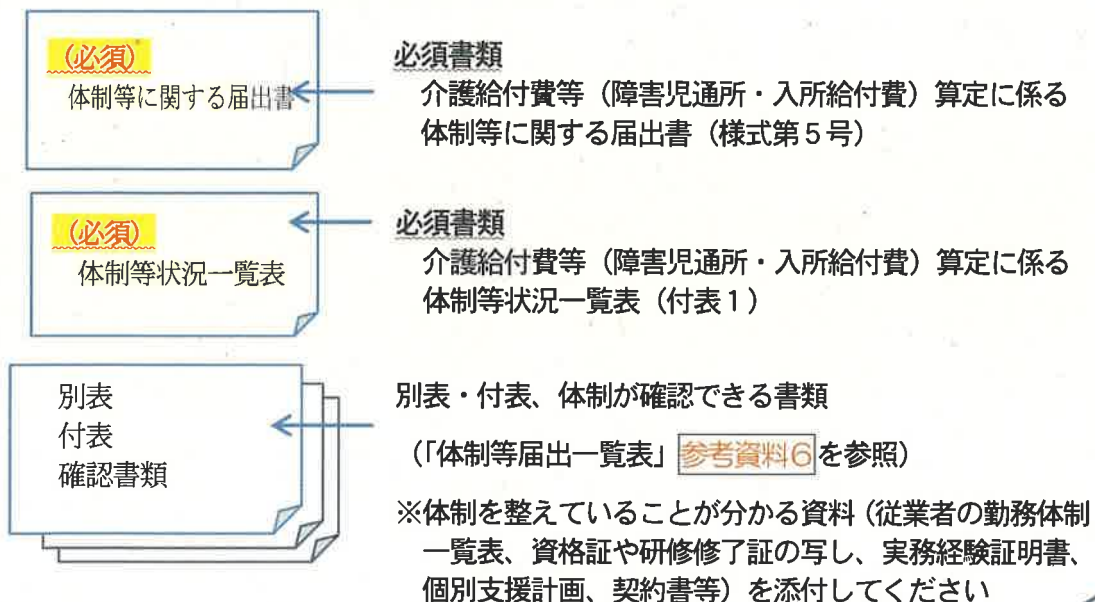 (必須)
体制等に関する届出書
必須書類
介護給付費等（障害児通所・入所給付費）算定に係る
体制等に関する届出書（様式第５号）
(必須)
体制等状況一覧表
必須書類
介護給付費等（障害児通所・入所給付費）算定に係る
体制等状況一覧表（付表１）
別表
付表
確認書類
別表・付表、体制が確認できる書類
（「体制等届出一覧表」参考資料６を参照）
※体制を整えていることが分かる資料（従業者の勤務体制
一覧表、資格証や研修修了証の写し、実務経験証明書、
個別支援計画、契約書等）を添付してください